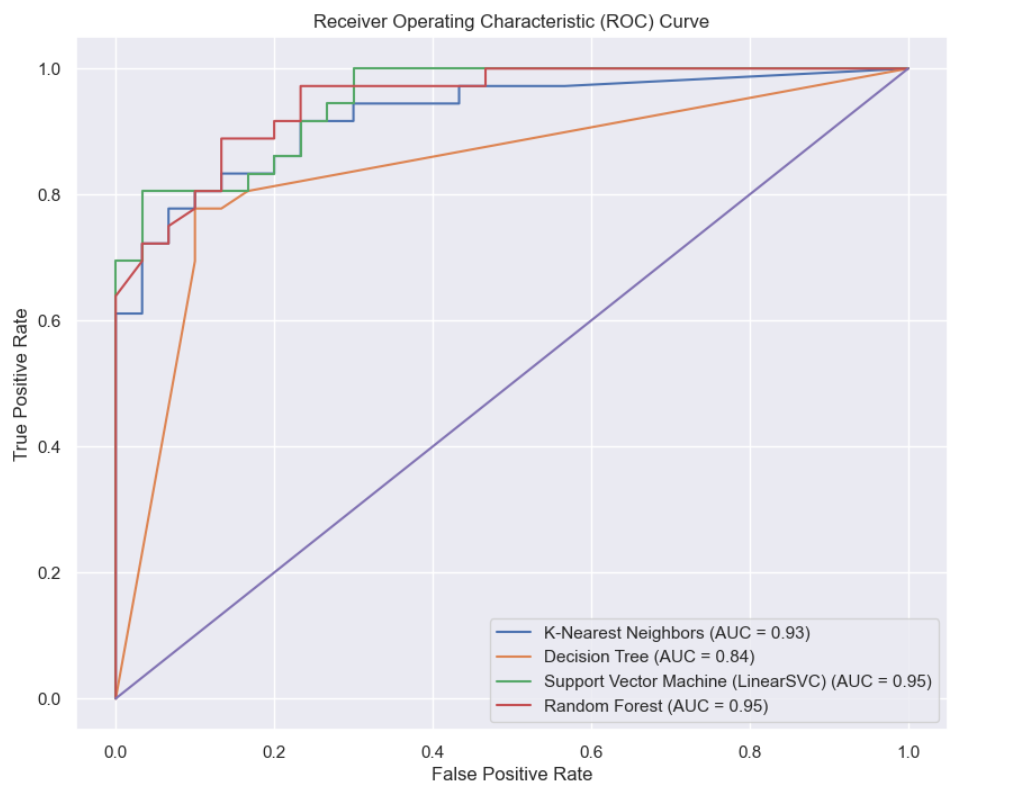 Receiver Operating Characteristic (ROC) Curve
True Positive Rate
1.0
0.8
0.6
0.4
0.2
0.0
K-Nearest Neighbors (AUC = 0.93)
Decision Tree (AUC = 0.84)
Support Vector Machine (LinearSVC) (AUC = 0.95)
Random Forest (AUC = 0.95)
0.0 0.2 0.4 0.6 0.8 1.0
False Positive Rate